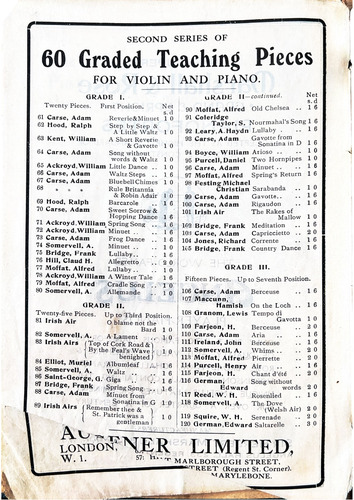 SECOND SERIES OF
60 Graded Teaching Pieces
FOR VIOLIN AND PIANO.
GRADE I.
Twenty Pieces. First Position. Net
s. d
61 Carse, Adam Reverie&Minuet 1 0
62 Hood, Ralph Step by Step &
A Little Waltz 1 0
63 Kent, William A Short Reverie
& Gavotte 1 0
64 Carse, Adam Song without
words & Waltz 1 0
65 Ackroyd, William Little Dance .. 1 0
66 Carse, Adam Waltz Steps .. 1 6
67 Carse, Adam Bluebell Chimes 1 6
68 " " Rule Britannia
& Robin Adair 1 0
69 Hood, Ralph Barcarole .. 1 0
70 Carse, Adam Sweet Sorrow &
Hopping Dance 1 6
71 Ackroyd, William Spring Song .. 1 0
72 Ackroyd, William Minuet .. 1 0
73 Carse, Adam Frog Dance .. 1 0
74 Somervell, A. Minuet .. 1 0
75 Bridge, Frank Lullaby.. 1 6
76 Hill, Claud H. Allegretto .. 2 0
77 Moffat, Alfred Lullaby.. 1 0
78 Ackroyd, William A Winter Tale 1 6
79 Moffat, Alfred Cradle Song 1 0
80 Somervell, A. Allemande 1 0
GRADE II.
Twenty-five Pieces. Up to Third Position.
81 Irish Air O blame not the
Bard 1 0
82 Somervell, A. A Lament .. 1 0
83 Irish Airs (Top of Cork Road &)
(By the Feal's Wave
benighted) 1 0
84 Elliot, Muriel Albumleaf 1 6
85 Somervell, A. Waltz 1 6
86 Saint-George, G. Giga .. 1 6
87 Bridge, Frank Spring Song .. 1 6
88 Carse, Adam Minuet from
Sonatina in G 1 0
89 Irish Airs (Remember thee &
St. Patrick was a
gentleman) 1 0
GRADE II—continued. Net
s.d
90 Moffat, Alfred Old Chelsea .. 1 6
91 Coleridge
Taylor, S. Nourmahal's Song 1 6
92 Leary, A. Haydn Lullaby .. 1 6
93 Carse, Adam Gavotte from
Sonatina in D 1 6
94 Boyce, William Arioso .. 1 0
95 Purcell, Daniel Two Hornpipes 1 0
96 Carse, Adam Minuet .. 1 6
97 Moffat, Alfred Spring's Return 1 6
98 Festing Michael
Christian Sarabanda .. 1 0
99 Carse, Adam Gavotte.. 1 6
100 Carse, Adam Rigaudon 1 6
101 Irish Air The Rakes of
Mallow 1 0
102 Bridge, Frank Meditation 1 0
103 Carse, Adam Capriccietto .. 2 0
104 Jones, Richard Corrente .. 1 6
105 Bridge, Frank Country Dance 1 6
GRADE III.
Fifteen Pieces. Up to Seventh Position.
106 Carse, Adam Berceuse 1 6
107 Maccunn,
Hamish On the Loch .. 1 6
108 Granom, Lewis Tempo di
Gavotta 1 0
109 Farjeon, H. Berceuse 2 0
110 Carse, Adam Aria .. 1 6
111 Ireland, John Berceuse 1 6
112 Somervell, A. Whims .. 2 0
113 Moffat, Alfred Pierrette 2 0
114 Purcell, Henry Air .. 1 6
115 Farjeon, H. Chant d'été .. 2 0
116 German, Song without
Edward words 2 0
117 Reed, W. H. Rosenlied 1 6
118 Somervell, A. The Dove
(Welsh Air) 2 0
119 Squire, W. H. Serenade 2 0
120 German, Edward Saltarelle .. 3 0
LIMITED,
LONDON,
W. 1. 57: MARLBOROUGH STREET.
STREET (Regent St. Corner).
MARYLEBONE.